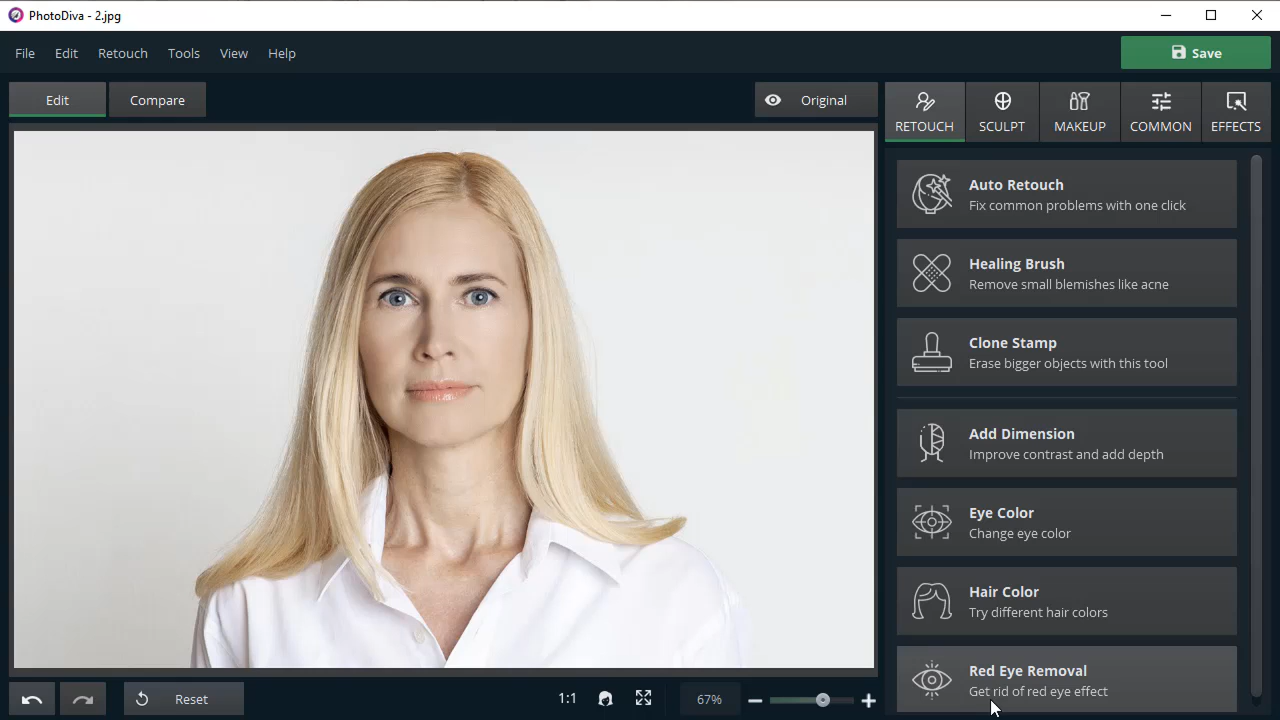 PhotoDiva - 2.jpg
File Edit Retouch Tools View Help
Save
Edit Compare Original
RETOUCH SCULPT MAKEUP COMMON EFFECTS
Auto Retouch
Fix common problems with one click
Healing Brush
Remove small blemishes like acne
Clone Stamp
Erase bigger objects with this tool
Add Dimension
Improve contrast and add depth
Eye Color
Change eye color
Hair Color
Try different hair colors
Red Eye Removal
Get rid of red eye effect
Reset 1:1 67%